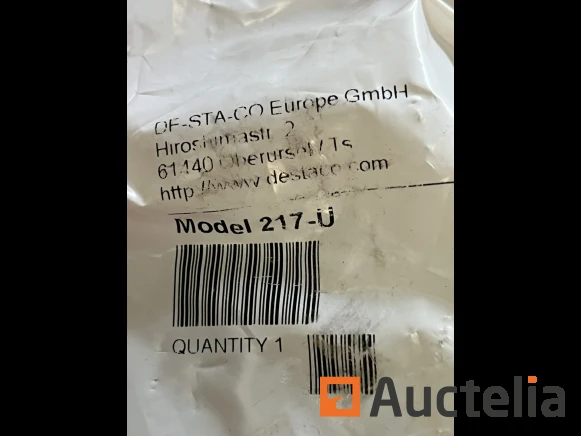 DE-STA-CO Europe GmbH
Hiroshimastr. 2
61440 Oberursel / Ts
http://www.destaco.com
Model 217-U
QUANTITY 1
Auctelia